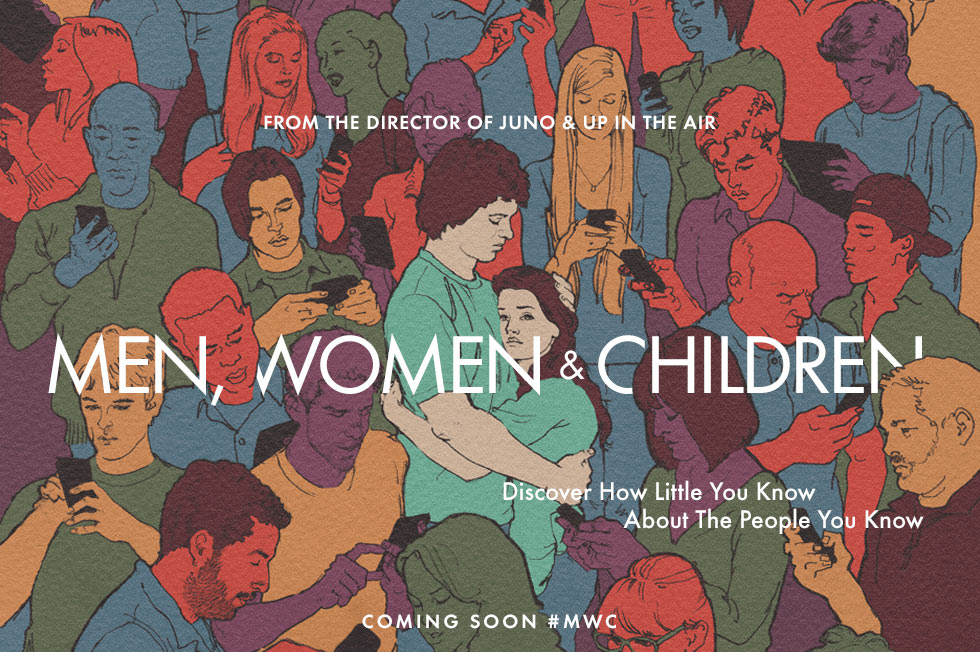 FROM THE DIRECTOR OF JUNO & UP IN THE AIR
MEN, WOMEN & CHILDREN
Discover How Little You Know
About The People You Know
COMING SOON #MWC